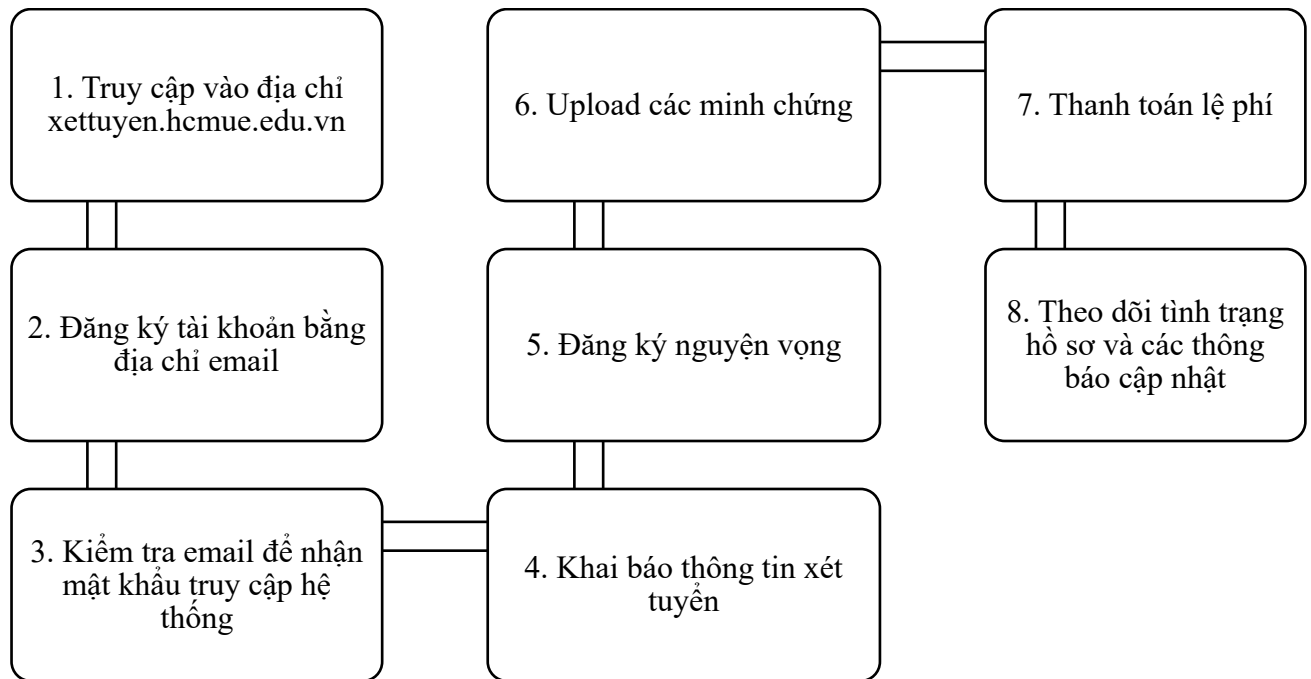 1. Truy cập vào địa chỉ
xettuyen.hcmue.edu.vn
2. Đăng ký tài khoản bằng
địa chỉ email
3. Kiểm tra email để nhận
mật khẩu truy cập hệ
thống
4. Khai báo thông tin xét
tuyển
5. Đăng ký nguyện vọng
6. Upload các minh chứng
7. Thanh toán lệ phí
8. Theo dõi tình trạng
hồ sơ và các thông
báo cập nhật